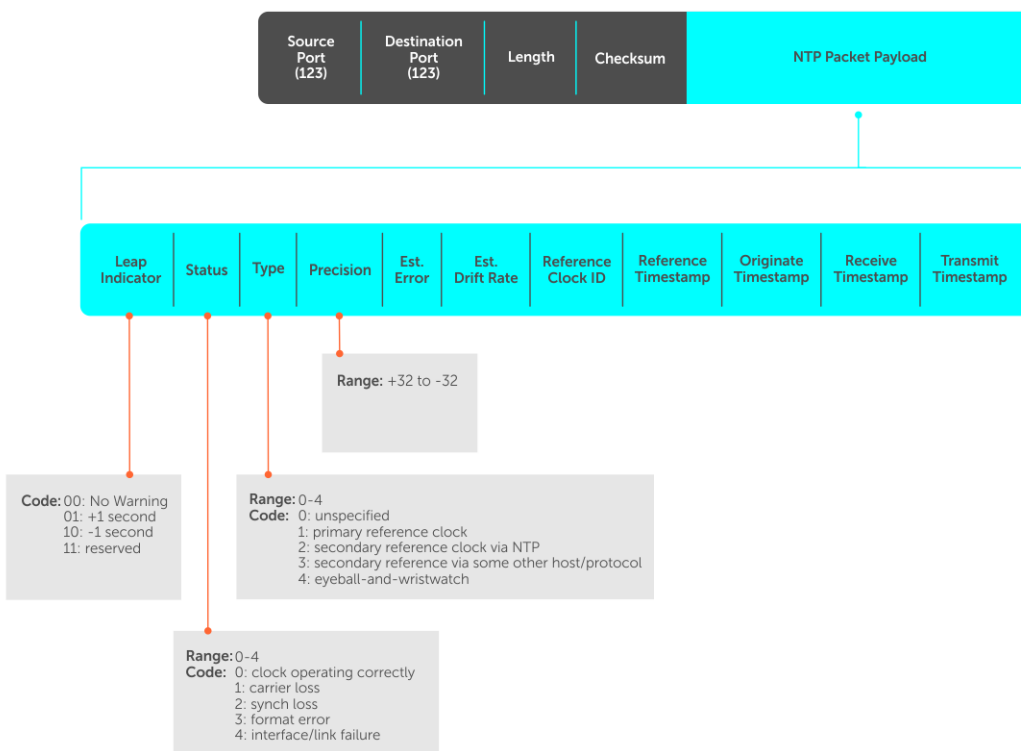 Source
Port
(123)
Destination
Port
(123)
Length
Checksum
NTP Packet Payload
Leap
Indicator
Status
Type
Precision
Est.
Error
Est.
Drift Rate
Reference
Clock ID
Reference
Timestamp
Originate
Timestamp
Receive
Timestamp
Transmit
Timestamp
Range: +32 to -32
Code: 00: No Warning
01: +1 second
10: -1 second
11: reserved
Range: 0-4
Code: 0: unspecified
1: primary reference clock
2: secondary reference clock via NTP
3: secondary reference via some other host/protocol
4: eyeball-and-wristwatch
Range: 0-4
Code: 0: clock operating correctly
1: carrier loss
2: synch loss
3: format error
4: interface/link failure